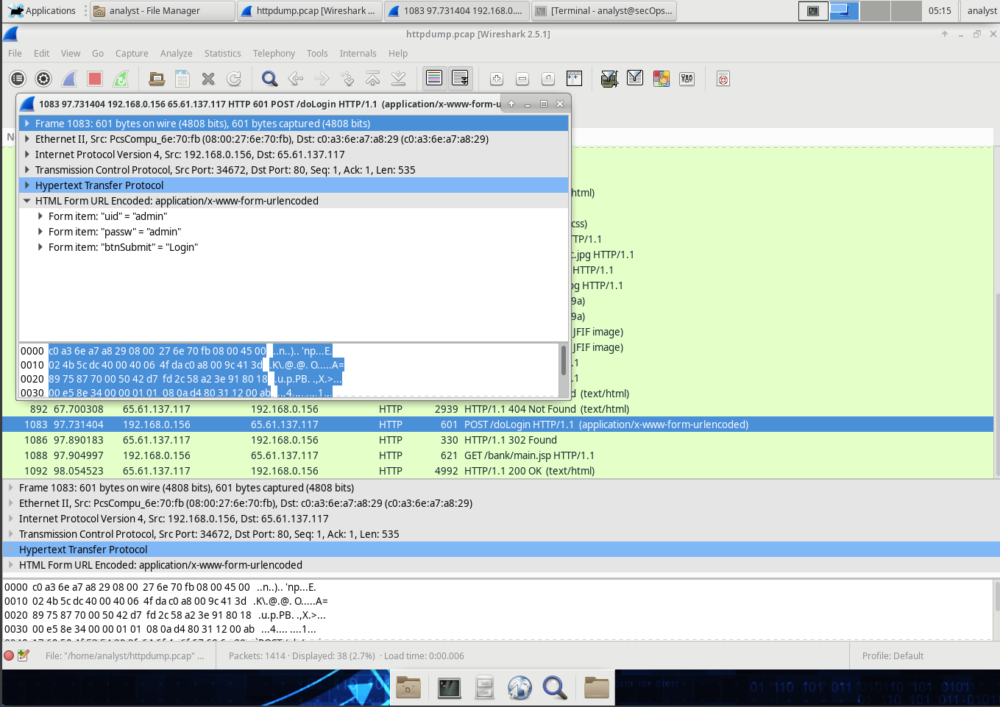 Applications analyst - File Manager httpdump.pcap [Wireshark ... 1083 97.731404 192.168.0.... [Terminal - analyst@secOps... 05:15 analyst
httpdump.pcap [Wireshark 2.5.1]
File Edit View Go Capture Analyze Statistics Telephony Tools Internals Help
1083 97.731404 192.168.0.156 65.61.137.117 HTTP 601 POST /doLogin HTTP/1.1 (application/x-www-form-u
Frame 1083: 601 bytes on wire (4808 bits), 601 bytes captured (4808 bits)
Ethernet II, Src: PcsCompu_6e:70:fb (08:00:27:6e:70:fb), Dst: c0:a3:6e:a7:a8:29 (c0:a3:6e:a7:a8:29)
Internet Protocol Version 4, Src: 192.168.0.156, Dst: 65.61.137.117
Transmission Control Protocol, Src Port: 34672, Dst Port: 80, Seq: 1, Ack: 1, Len: 535
Hypertext Transfer Protocol
HTML Form URL Encoded: application/x-www-form-urlencoded
Form item: "uid" = "admin"
Form item: "passw" = "admin"
Form item: "btnSubmit" = "Login"
0000 c0 a3 6e a7 a8 29 08 00 27 6e 70 fb 08 00 45 00 ..n..).. 'np...E.
0010 02 4b 5c dc 40 00 40 06 4f da c0 a8 00 9c 41 3d .K\.@.@. O.....A=
0020 89 75 87 70 00 50 42 d7 fd 2c 58 a2 3e 91 80 18 .u.p.PB. .,X.>...
0030 00 e5 8e 34 00 00 01 01 08 0a d4 80 31 12 00 ab ...4.... ....1...
html)
css)
TTP/1.1
c.jpg HTTP/1.1
HTTP/1.1
pg HTTP/1.1
9a)
9a)
JFIF image)
JFIF image)
.1
.1
d (text/html)
892 67.700308 65.61.137.117 192.168.0.156 HTTP 2939 HTTP/1.1 404 Not Found (text/html)
1083 97.731404 192.168.0.156 65.61.137.117 HTTP 601 POST /doLogin HTTP/1.1 (application/x-www-form-urlencoded)
1086 97.890183 65.61.137.117 192.168.0.156 HTTP 330 HTTP/1.1 302 Found
1088 97.904997 192.168.0.156 65.61.137.117 HTTP 621 GET /bank/main.jsp HTTP/1.1
1092 98.054523 65.61.137.117 192.168.0.156 HTTP 4992 HTTP/1.1 200 OK (text/html)
Frame 1083: 601 bytes on wire (4808 bits), 601 bytes captured (4808 bits)
Ethernet II, Src: PcsCompu_6e:70:fb (08:00:27:6e:70:fb), Dst: c0:a3:6e:a7:a8:29 (c0:a3:6e:a7:a8:29)
Internet Protocol Version 4, Src: 192.168.0.156, Dst: 65.61.137.117
Transmission Control Protocol, Src Port: 34672, Dst Port: 80, Seq: 1, Ack: 1, Len: 535
Hypertext Transfer Protocol
HTML Form URL Encoded: application/x-www-form-urlencoded
0000 c0 a3 6e a7 a8 29 08 00 27 6e 70 fb 08 00 45 00 ..n..).. 'np...E.
0010 02 4b 5c dc 40 00 40 06 4f da c0 a8 00 9c 41 3d .K\.@.@. O.....A=
0020 89 75 87 70 00 50 42 d7 fd 2c 58 a2 3e 91 80 18 .u.p.PB. .,X.>...
0030 00 e5 8e 34 00 00 01 01 08 0a d4 80 31 12 00 ab ...4.... ....1...
File: "/home/analyst/httpdump.pcap" ... Packets: 1414 · Displayed: 38 (2.7%) · Load time: 0:00.006 Profile: Default